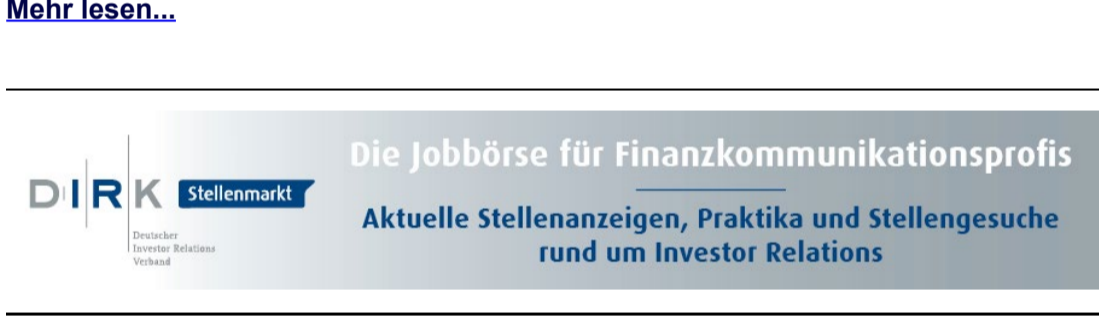 Mehr lesen...
Die Jobbörse für Finanzkommunikationsprofis
DIRK Stellenmarkt
Deutscher
Investor Relations
Verband
Aktuelle Stellenanzeigen, Praktika und Stellengesuche
rund um Investor Relations